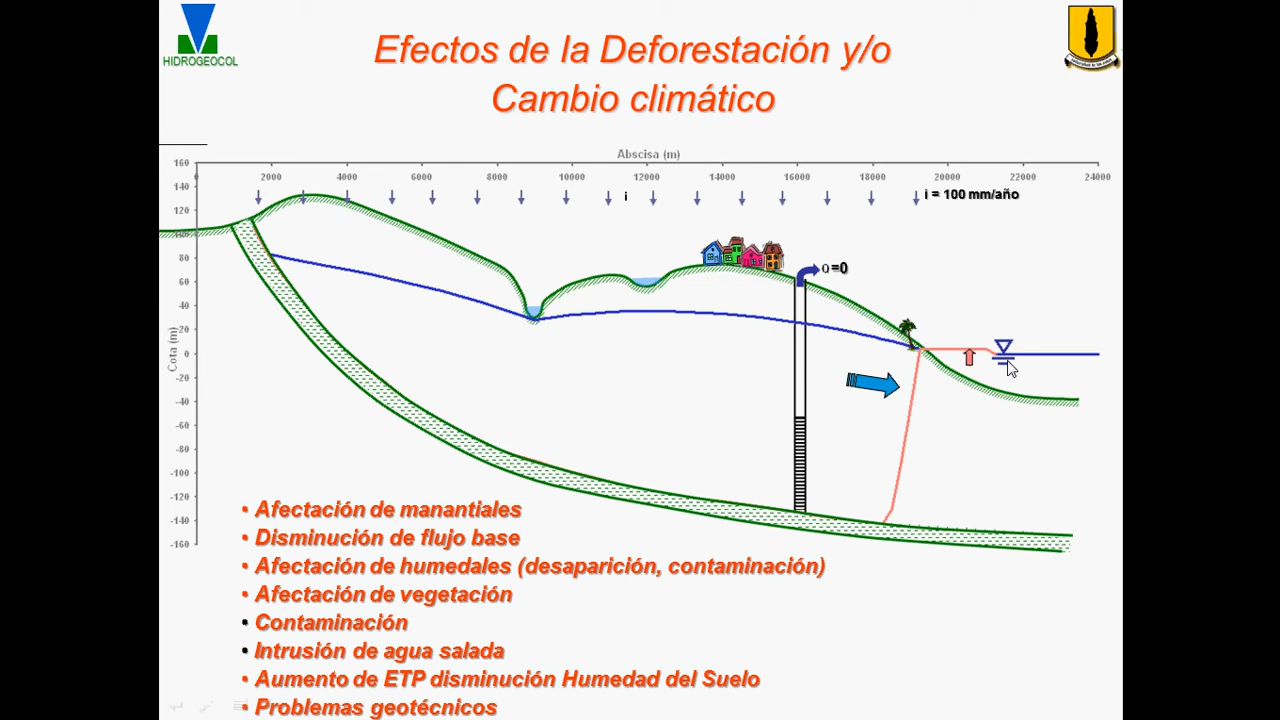 HIDROGEOCOL
Efectos de la Deforestación y/o
Cambio climático
Abscisa (m)
0 2000 4000 6000 8000 10000 12000 14000 16000 18000 20000 22000 24000
i
i = 100 mm/año
Cota (m)
160
140
120
100
80
60
40
20
0
-20
-40
-60
-80
-100
-120
-140
-160
=0
• Afectación de manantiales
• Disminución de flujo base
• Afectación de humedales (desaparición, contaminación)
• Afectación de vegetación
• Contaminación
• Intrusión de agua salada
• Aumento de ETP disminución Humedad del Suelo
• Problemas geotécnicos